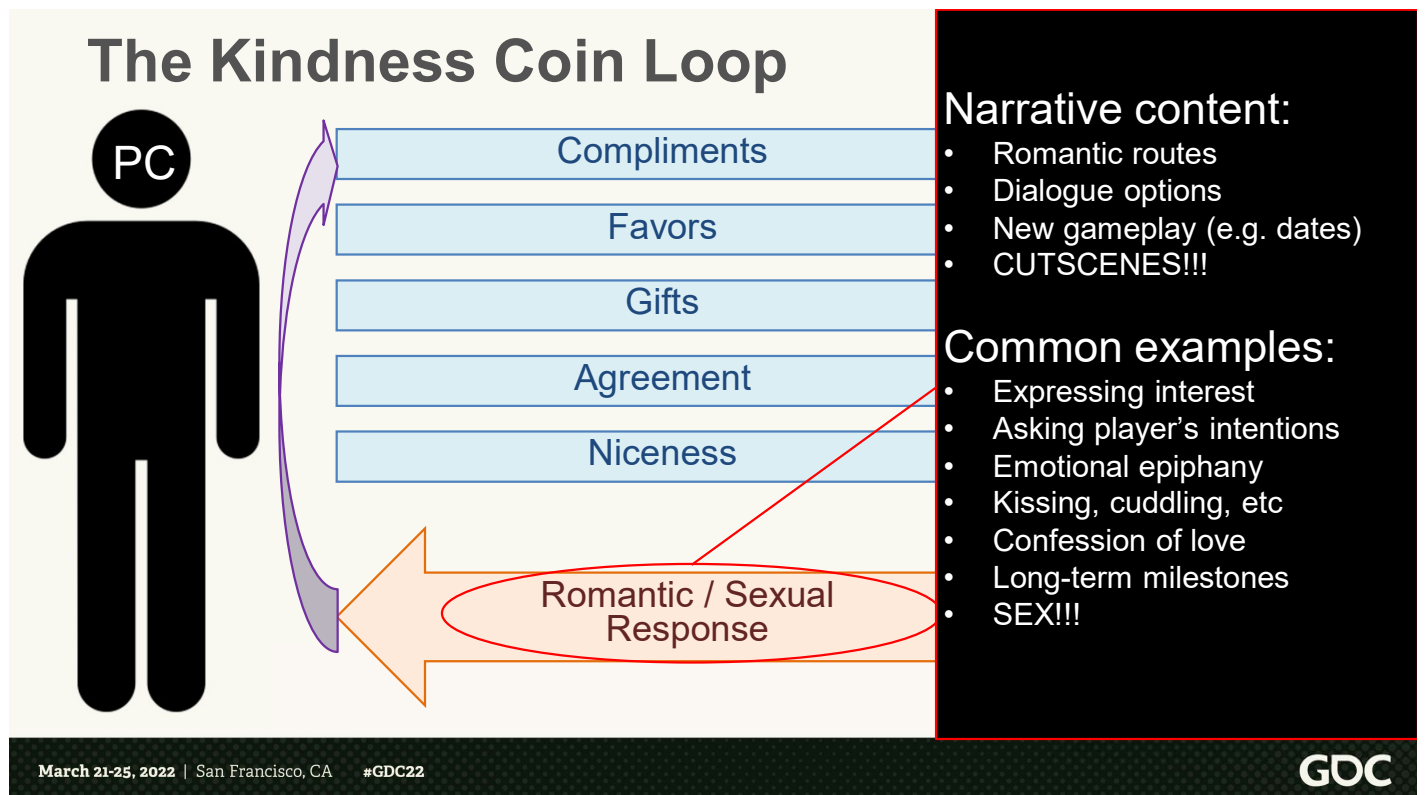 The Kindness Coin Loop
PC
Compliments
Favors
Gifts
Agreement
Niceness
Romantic / Sexual
Response
Narrative content:
• Romantic routes
• Dialogue options
• New gameplay (e.g. dates)
• CUTSCENES!!!
Common examples:
• Expressing interest
• Asking player’s intentions
• Emotional epiphany
• Kissing, cuddling, etc
• Confession of love
• Long-term milestones
• SEX!!!
March 21-25, 2022 | San Francisco, CA #GDC22
GDC